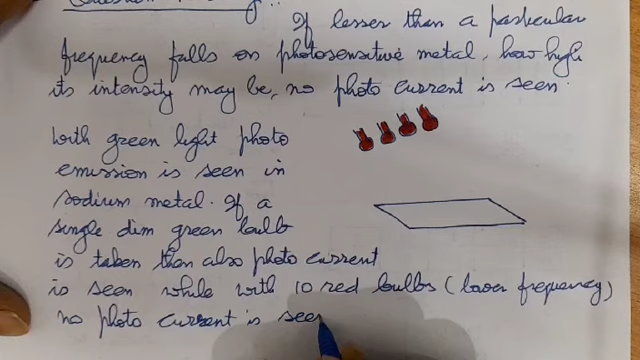 If lesser than a particular
frequency falls on photosensitive metal, how high
its intensity may be, no photo current is seen.
With green light photo
emission is seen in
sodium metal. If a
single dim green bulb
is taken then also photo current
is seen while with 10 red bulbs (lower frequency)
no photo current is seen